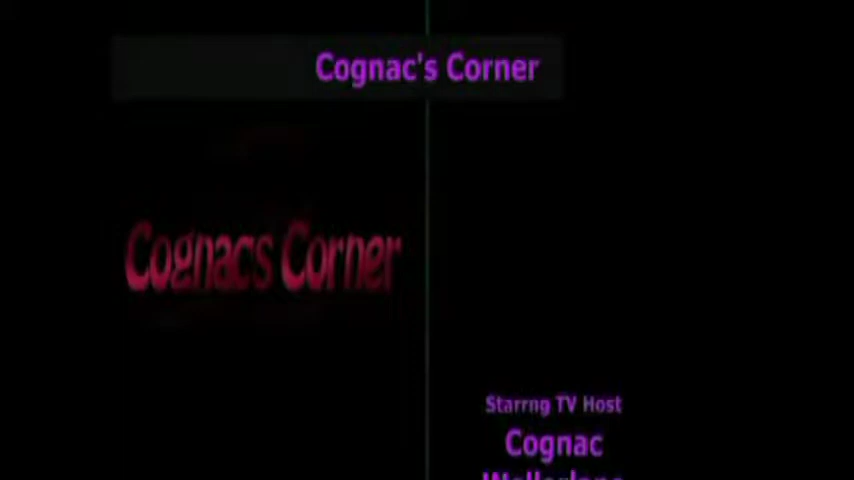 Cognac's Corner
Cognacs Corner
Starrng TV Host
Cognac